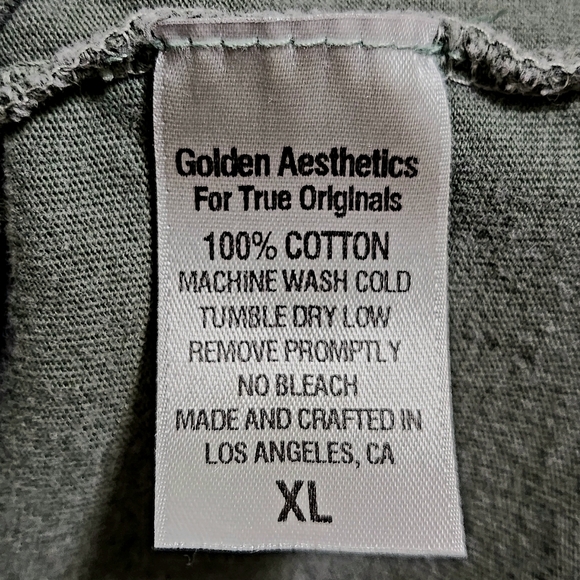 Golden Aesthetics
For True Originals
100% COTTON
MACHINE WASH COLD
TUMBLE DRY LOW
REMOVE PROMPTLY
NO BLEACH
MADE AND CRAFTED IN
LOS ANGELES, CA
XL